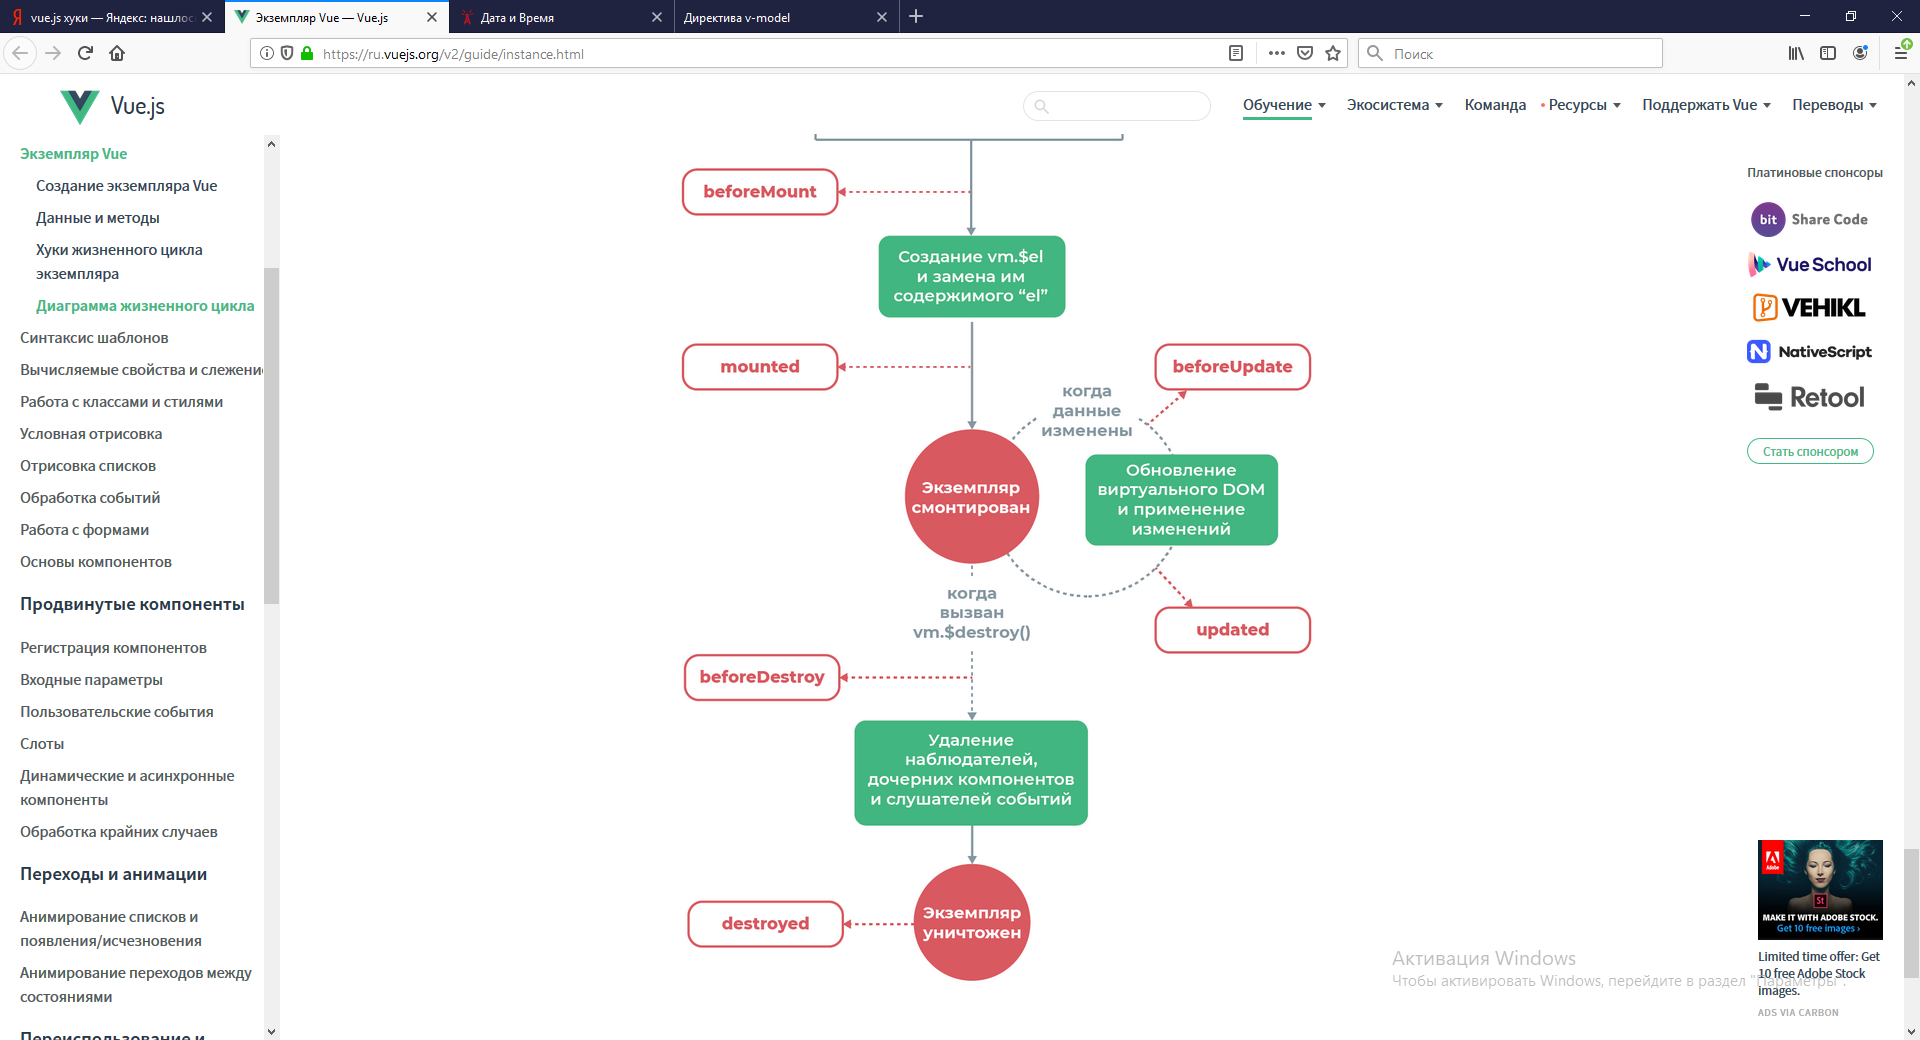 vue.js хуки — Яндекс: нашлос
Экземпляр Vue — Vue.js
Дата и Время
Директива v-model
https://ru.vuejs.org/v2/guide/instance.html
Поиск
Vue.js
Обучение
Экосистема
Команда
Ресурсы
Поддержать Vue
Переводы
Экземпляр Vue
Создание экземпляра Vue
Данные и методы
Хуки жизненного цикла
экземпляра
Диаграмма жизненного цикла
Синтаксис шаблонов
Вычисляемые свойства и слежени
Работа с классами и стилями
Условная отрисовка
Отрисовка списков
Обработка событий
Работа с формами
Основы компонентов
Продвинутые компоненты
Регистрация компонентов
Входные параметры
Пользовательские события
Слоты
Динамические и асинхронные
компоненты
Обработка крайних случаев
Переходы и анимации
Анимирование списков и
появления/исчезновения
Анимирование переходов между
состояниями
Переиспользование и
beforeMount
Создание vm.$el
и замена им
содержимого “el”
mounted
beforeUpdate
когда
данные
изменены
Экземпляр
смонтирован
Обновление
виртуального DOM
и применение
изменений
когда
вызван
vm.$destroy()
updated
beforeDestroy
Удаление
наблюдателей,
дочерних компонентов
и слушателей событий
destroyed
Экземпляр
уничтожен
Платиновые спонсоры
bit Share Code
Vue School
VEHIKL
NativeScript
Retool
Стать спонсором
Adobe
St
MAKE IT WITH ADOBE STOCK.
Get 10 free images ›
Limited time offer: Get
10 free Adobe Stock
images.
ADS VIA CARBON
Активация Windows
Чтобы активировать Windows, перейдите в раздел "Параметры".